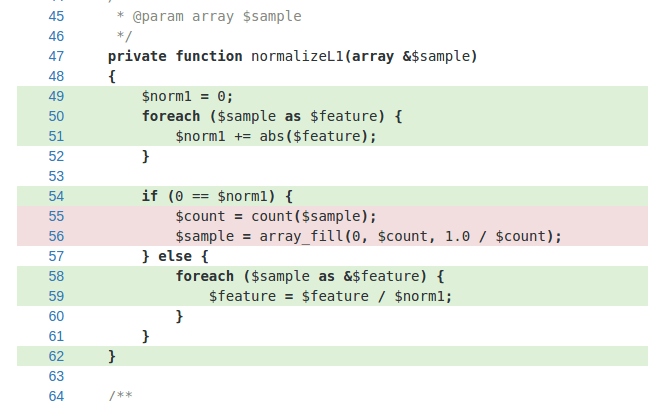 45 * @param array $sample
46 */
47 private function normalizeL1(array &$sample)
48 {
49 $norm1 = 0;
50 foreach ($sample as $feature) {
51 $norm1 += abs($feature);
52 }
53
54 if (0 == $norm1) {
55 $count = count($sample);
56 $sample = array_fill(0, $count, 1.0 / $count);
57 } else {
58 foreach ($sample as &$feature) {
59 $feature = $feature / $norm1;
60 }
61 }
62 }
63
64 /**